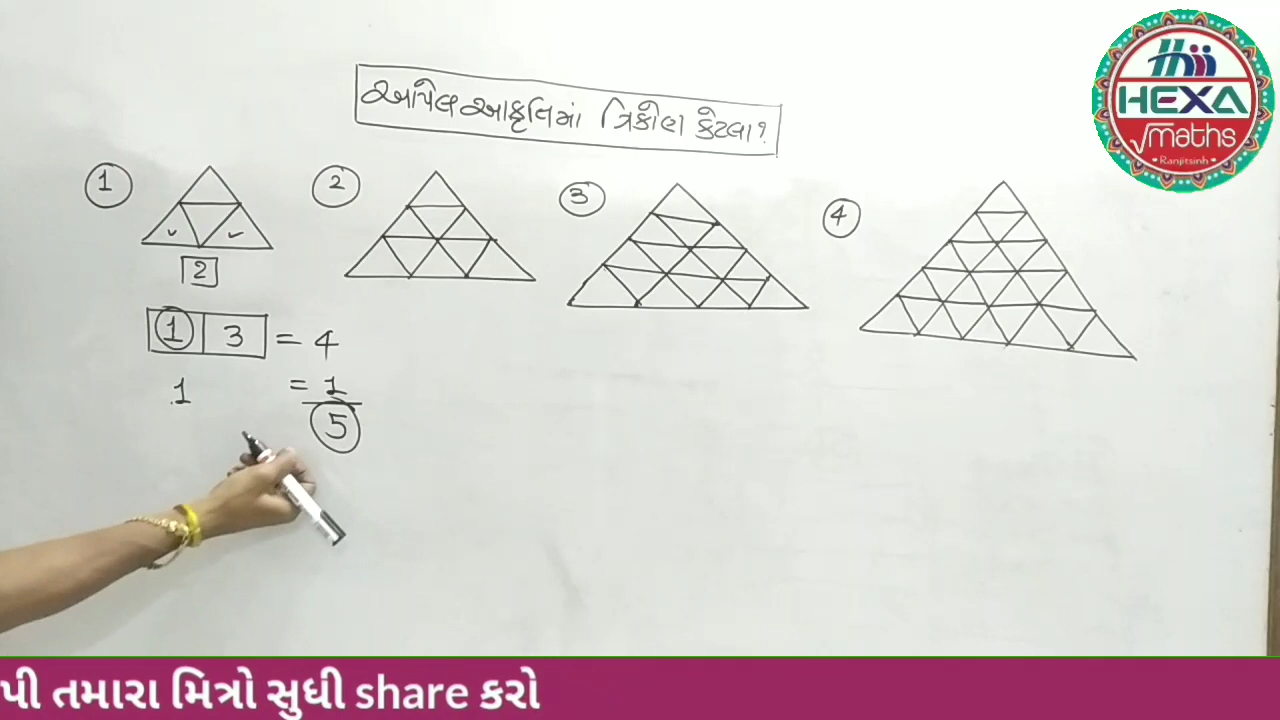 આપેલ આકૃતિમાં ત્રિકોણ કેટલા ?
1
2
3
4
2
1 3 = 4
1 = 1
5
HEXA
√maths
• Ranjitsinh •
પી તમારા મિત્રો સુધી share કરો